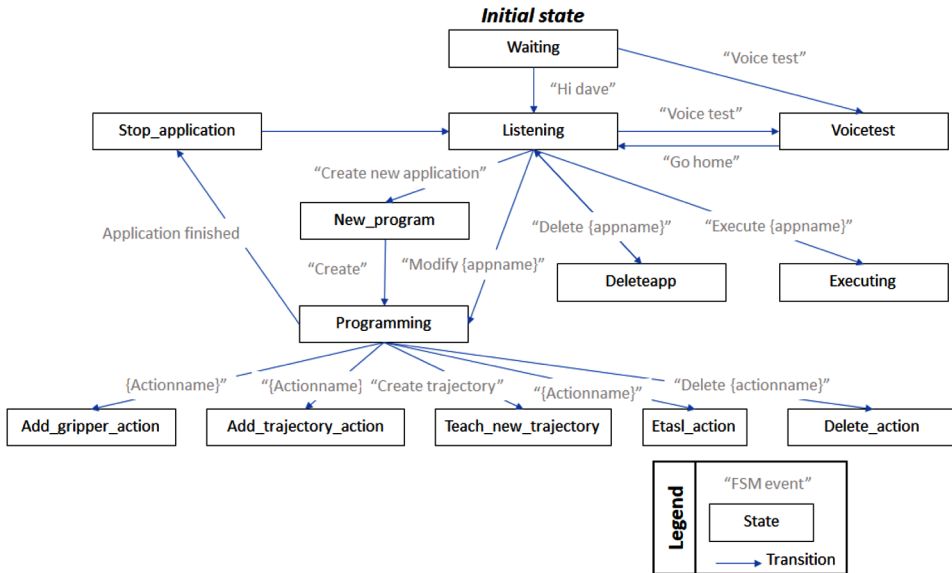 Initial state
Waiting
“Voice test”
“Hi dave”
Stop_application
Listening
“Voice test”
Voicetest
“Go home”
“Create new application”
New_program
Application finished
“Delete {appname}”
“Execute {appname}”
“Create”
“Modify {appname}”
Deleteapp
Executing
Programming
{Actionname}”
“{Actionname}
“Create trajectory”
“{Actionname}”
“Delete {actionname}”
Add_gripper_action
Add_trajectory_action
Teach_new_trajectory
Etasl_action
Delete_action
Legend
“FSM event”
State
Transition